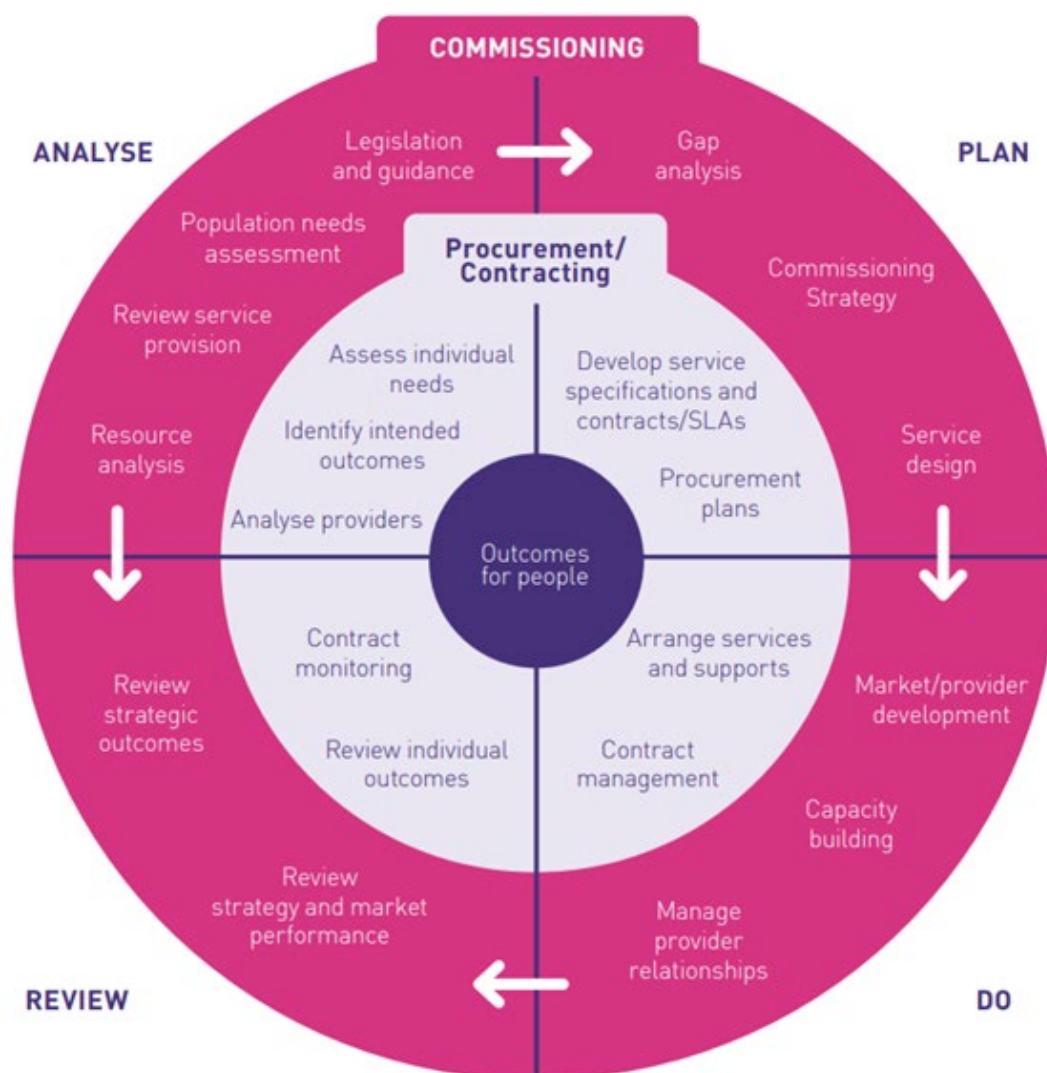 COMMISSIONING
ANALYSE
PLAN
Legislation
and guidance
Gap
analysis
Population needs
assessment
Commissioning
Strategy
Review service
provision
Resource
analysis
Service
design
Procurement/
Contracting
Assess individual
needs
Identify intended
outcomes
Analyse providers
Develop service
specifications and
contracts/SLAs
Procurement
plans
Outcomes
for people
Contract
monitoring
Review individual
outcomes
Arrange services
and supports
Contract
management
Review
strategic
outcomes
Market/provider
development
Capacity
building
Review
strategy and market
performance
Manage
provider
relationships
REVIEW
DO